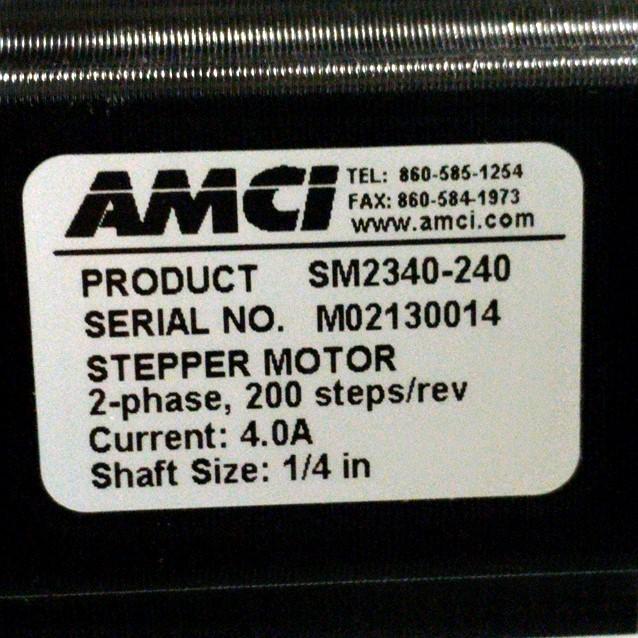 AMCI
TEL: 860-585-1254
FAX: 860-584-1973
www.amci.com
PRODUCT SM2340-240
SERIAL NO. M02130014
STEPPER MOTOR
2-phase, 200 steps/rev
Current: 4.0A
Shaft Size: 1/4 in